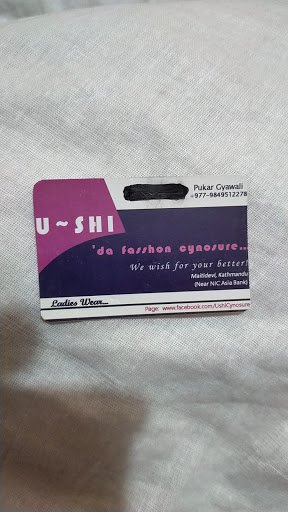 Pukar Gyawali
+977-9849512278
U~SHI
'da fasshon cynosure...
We wish for your better!
Maitidevi, Kathmandu
(Near NIC Asia Bank)
Ladies Wear...
Page: www.facebook.com/UshiCynosure